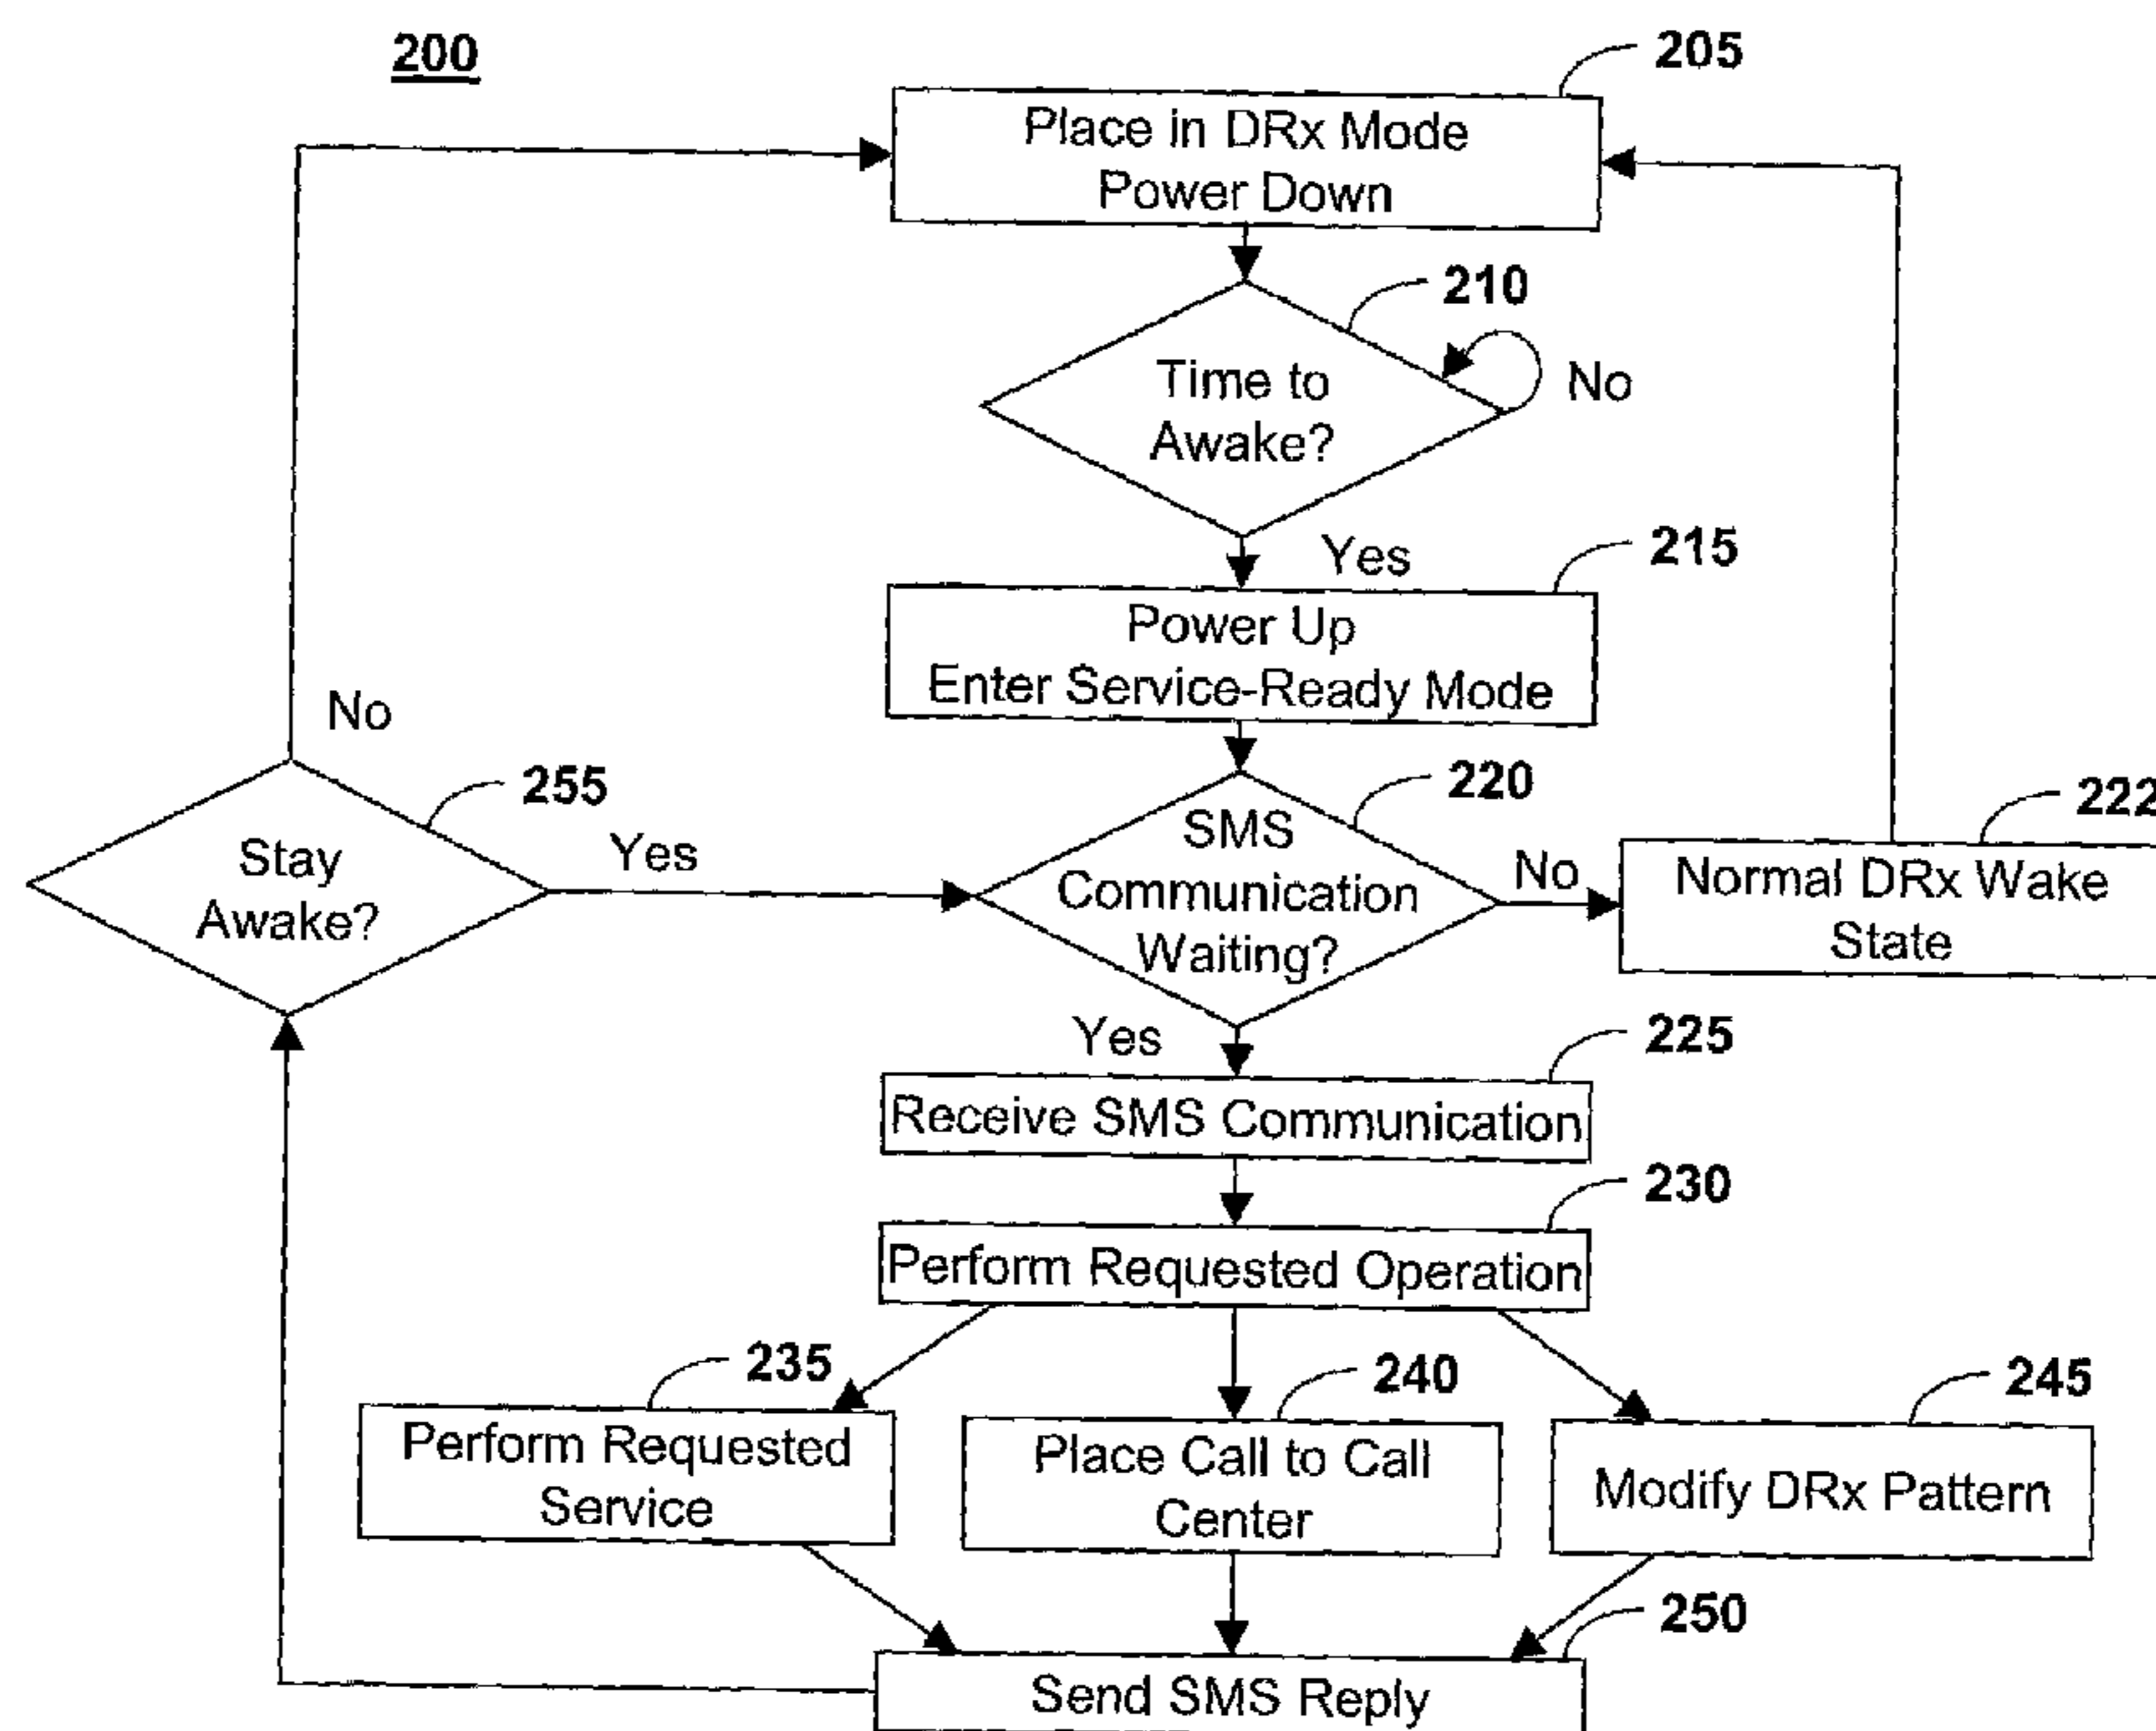 200
205
Place in DRx Mode
Power Down
210
Time to
Awake?
No
Yes
215
Power Up
Enter Service-Ready Mode
No
255
Stay
Awake?
Yes
220
SMS
Communication
Waiting?
No
222
Normal DRx Wake
State
Yes
225
Receive SMS Communication
230
Perform Requested Operation
235
Perform Requested
Service
240
Place Call to Call
Center
245
Modify DRx Pattern
250
Send SMS Reply